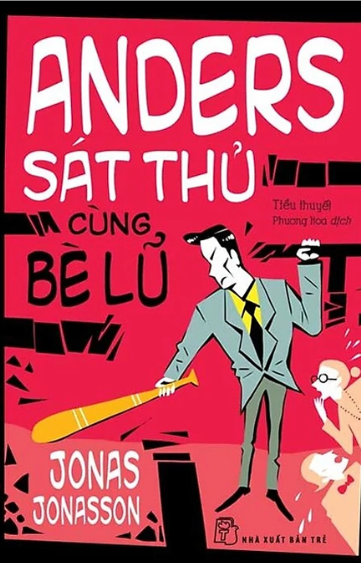 ANDERS
SÁT THỦ
CÙNG
BÈ LŨ
Tiểu thuyết
Phương Hoa dịch
JONAS
JONASSON
NHÀ XUẤT BẢN TRẺ